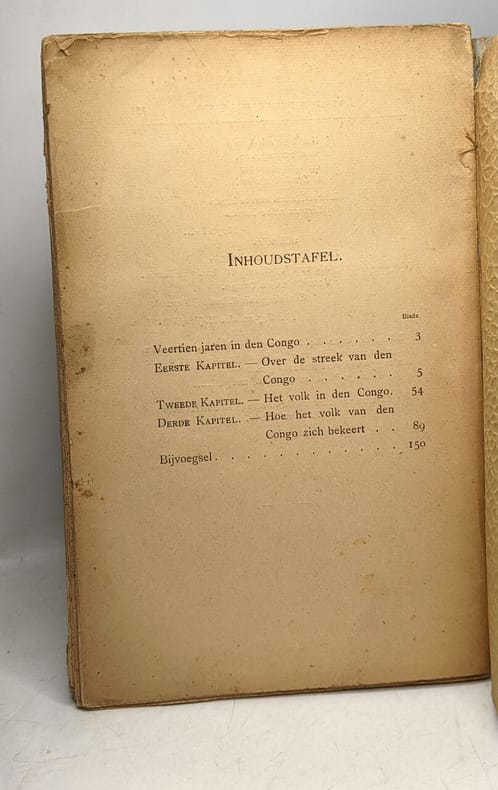 INHOUDSTAFEL.
Bladz.
Veertien jaren in den Congo . . . . . . 3
EERSTE KAPITEL. — Over de streek van den
Congo . . . . . . 5
TWEEDE KAPITEL. — Het volk in den Congo. 54
DERDE KAPITEL. — Hoe het volk van den
Congo zich bekeert . . 89
Bijvoegsel. . . . . . . . . . . . 150